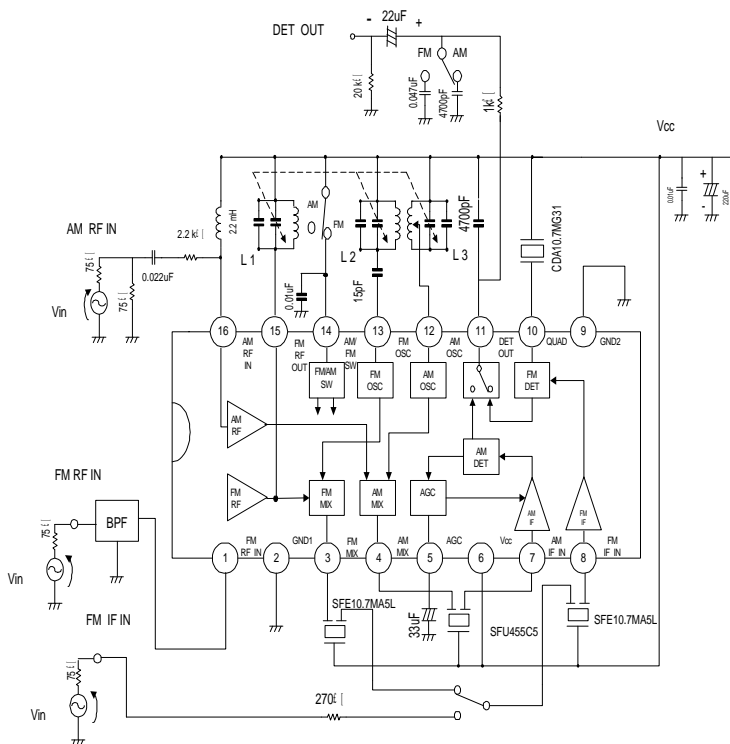 - 22uF +
DET OUT
FM AM
20 k
0.047uF
4700pF
1k
Vcc
0.01uF
+
-
220uF
AM RF IN
2.2 k
2.2 mH
L1
AM
FM
L2
L3
4700pF
CDA10.7MG31
75
75
0.022uF
Vin
0.01uF
15pF
16 15 14 13 12 11 10 9
AM RF IN
FM RF OUT
AM/ FM SW
FM OSC
AM OSC
DET OUT
QUAD
GND2
FM/AM SW
FM OSC
AM OSC
FM DET
AM RF
AM DET
FM RF IN
FM RF
FM MIX
AM MIX
AGC
AM IF
FM IF
75
BPF
1 2 3 4 5 6 7 8
FM RF IN
GND1
FM MIX
AM MIX
AGC
Vcc
AM IF IN
FM IF IN
Vin
FM IF IN
SFE10.7MA5L
33uF
SFU455C5
SFE10.7MA5L
75
270
Vin